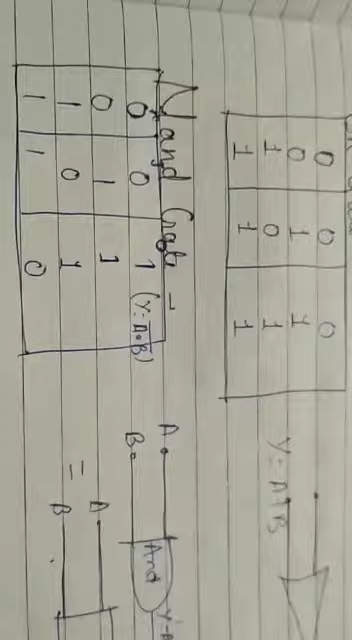 0 0 0
0 1 1
1 0 1
1 1 1
Y=A+B
Nand Gate -
0 0 1 (Y=A•B)
0 1 1
1 0 1
1 1 0
A
B
And
=
A
B